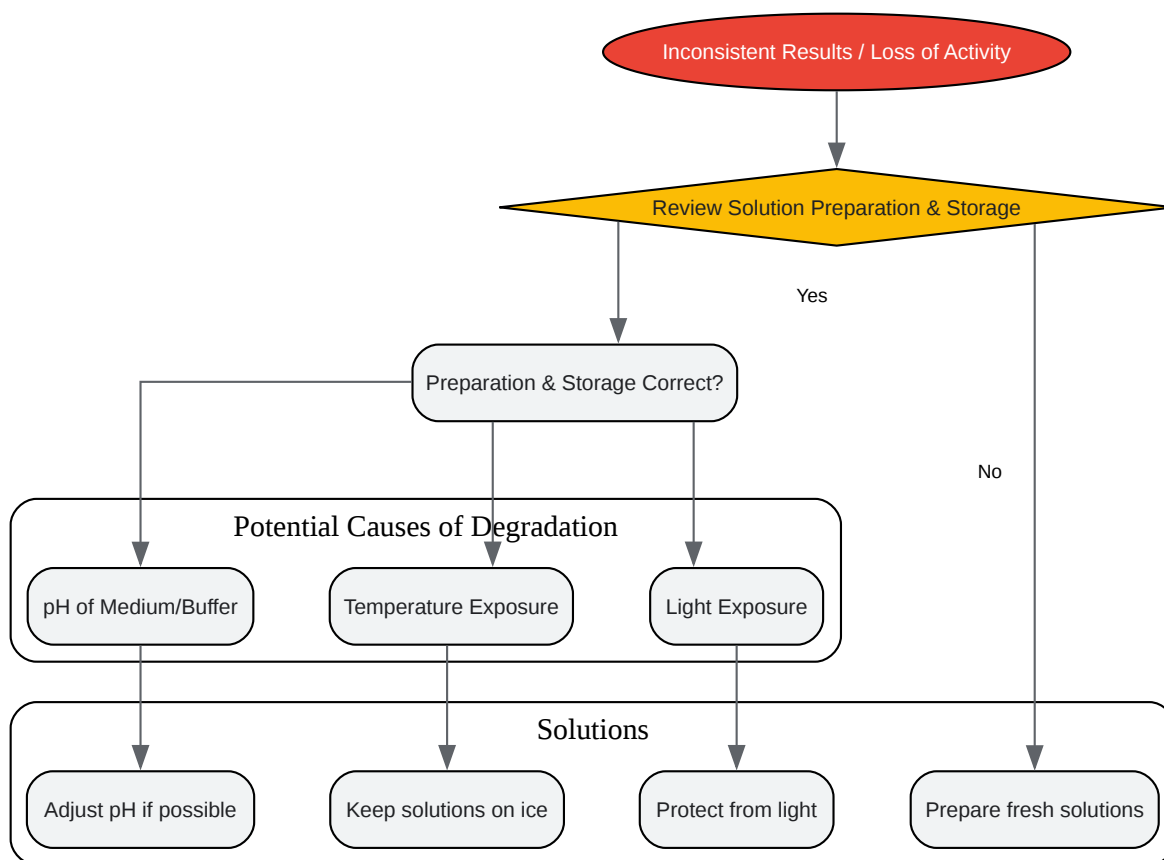 Inconsistent Results / Loss of Activity
Review Solution Preparation & Storage
Yes
Preparation & Storage Correct?
No
Potential Causes of Degradation
pH of Medium/Buffer
Temperature Exposure
Light Exposure
Solutions
Adjust pH if possible
Keep solutions on ice
Protect from light
Prepare fresh solutions